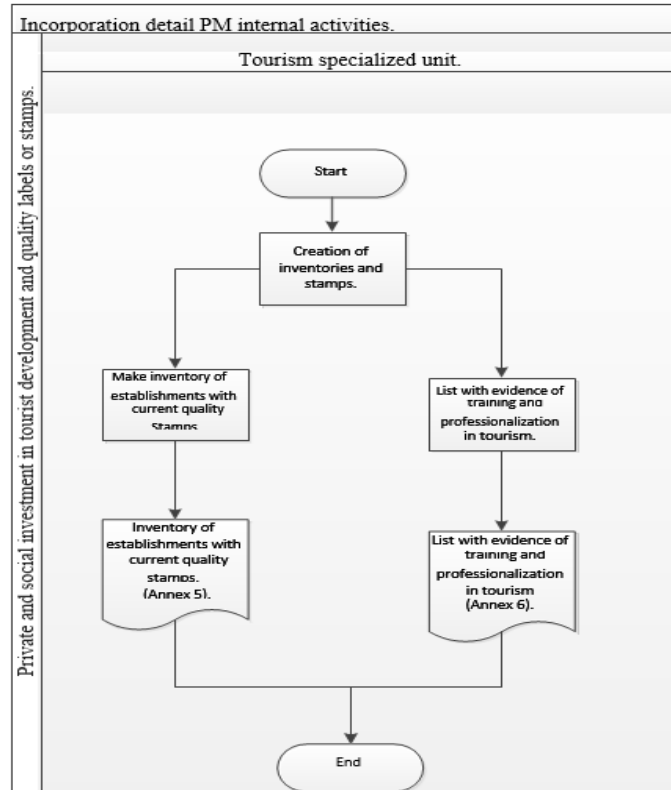 Incorporation detail PM internal activities.
Tourism specialized unit.
Private and social investment in tourist development and quality labels or stamps.
Start
Creation of
inventories and
stamps.
Make inventory of
establishments with
current quality
Stamps
List with evidence of
training and
professionalization
in tourism.
Inventory of
establishments with
current quality
stamps.
(Annex 5).
List with evidence of
training and
professionalization
in tourism
(Annex 6).
End